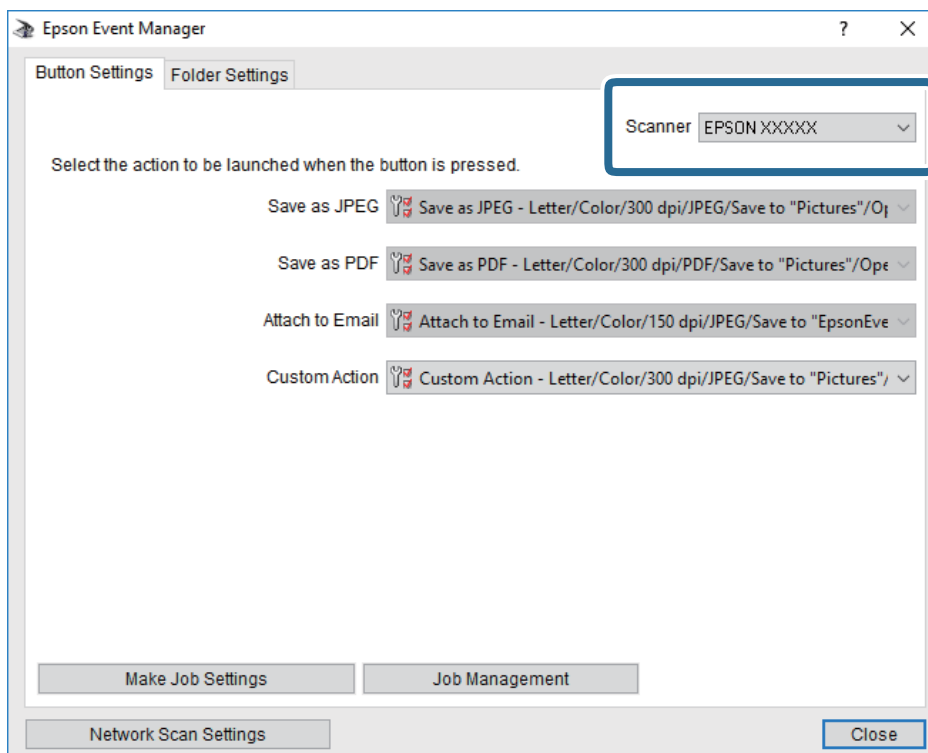 Epson Event Manager
Button Settings Folder Settings
Scanner EPSON XXXXX
Select the action to be launched when the button is pressed.
Save as JPEG Save as JPEG - Letter/Color/300 dpi/JPEG/Save to "Pictures"/Op
Save as PDF Save as PDF - Letter/Color/300 dpi/PDF/Save to "Pictures"/Ope
Attach to Email Attach to Email - Letter/Color/150 dpi/JPEG/Save to "EpsonEve
Custom Action Custom Action - Letter/Color/300 dpi/JPEG/Save to "Pictures"/
Make Job Settings Job Management
Network Scan Settings Close